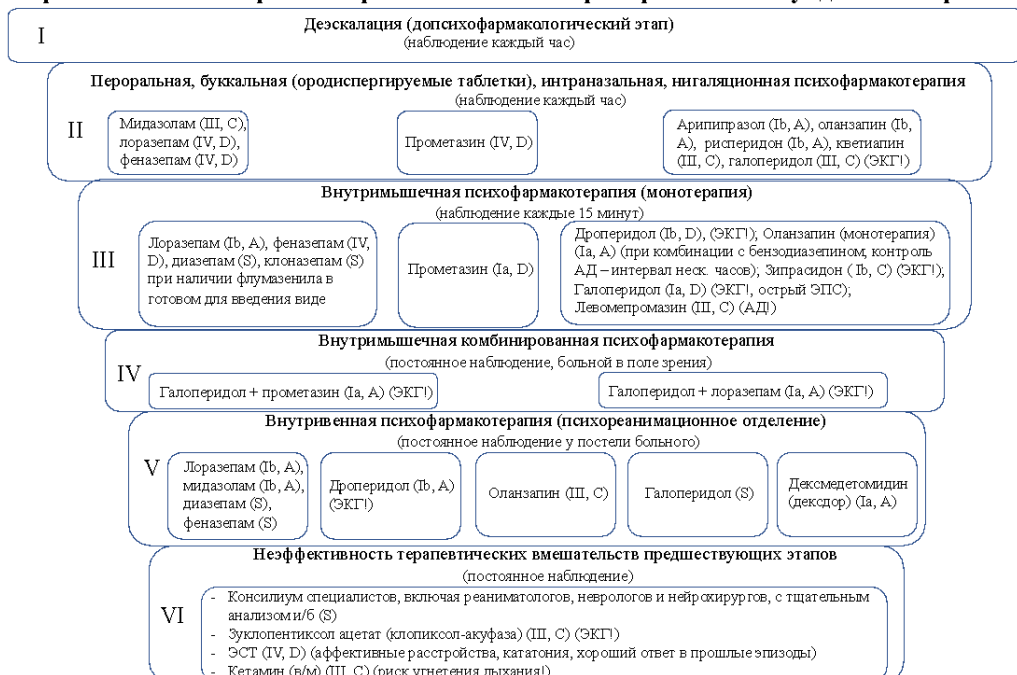 I
Деэскалация (допсихофармакологический этап)
(наблюдение каждый час)
Пероральная, буккальная (ородиспергируемые таблетки), интраназальная, нигаляционная психофармакотерапия
(наблюдение каждый час)
II
Мидазолам (III, C),
лоразепам (IV, D),
феназепам (IV, D)
Прометазин (IV, D)
Арипипразол (Ib, A), оланзапин (Ib,
A), рисперидон (Ib, A), кветиапин
(III, C), галоперидол (III, C) (ЭКГ!)
Внутримышечная психофармакотерапия (монотерапия)
(наблюдение каждые 15 минут)
III
Лоразепам (Ib, A), феназепам (IV,
D), диазепам (S), клоназепам (S)
при наличии флумазенила в
готовом для введения виде
Прометазин (Ia, D)
Дроперидол (Ib, D), (ЭКГ!); Оланзапин (монотерапия)
(Ia, A) (при комбинации с бензодиазепином, контроль
АД – интервал неск. часов); Зипрасидон ( Ib, C) (ЭКГ!);
Галоперидол (Ia, D) (ЭКГ!, острый ЭПС);
Левомепромазин (III, C) (АД!)
Внутримышечная комбинированная психофармакотерапия
(постоянное наблюдение, больной в поле зрения)
IV
Галоперидол + прометазин (Ia, A) (ЭКГ!)
Галоперидол + лоразепам (Ia, A) (ЭКГ!)
Внутривенная психофармакотерапия (психореанимационное отделение)
(постоянное наблюдение у постели больного)
V
Лоразепам (Ib, A),
мидазолам (Ib, A),
диазепам (S),
феназепам (S)
Дроперидол (Ib, A)
(ЭКГ!)
Оланзапин (III, C)
Галоперидол (S)
Дексмедетомидин
(дексдор) (Ia, A)
Неэффективность терапевтических вмешательств предшествующих этапов
(постоянное наблюдение)
VI
- Консилиум специалистов, включая реаниматологов, неврологов и нейрохирургов, с тщательным
анализом и/б (S)
- Зуклопентиксол ацетат (клопиксол-акуфаза) (III, C) (ЭКГ!)
- ЭСТ (IV, D) (аффективные расстройства, кататония, хороший ответ в прошлые эпизоды)
- Кетамин (в/м) (III, C) (риск угнетения дыхания!)